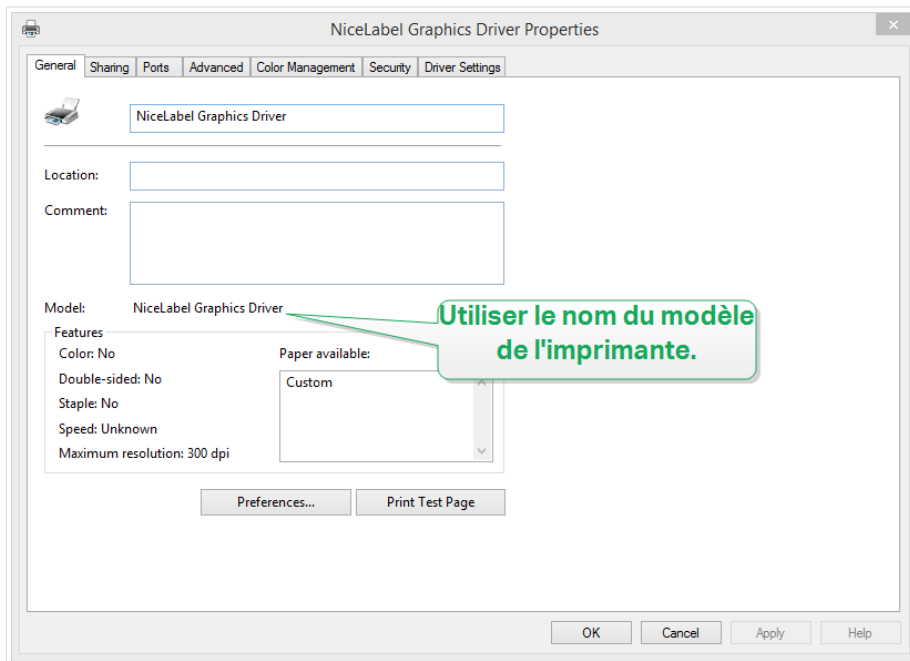 NiceLabel Graphics Driver Properties
General Sharing Ports Advanced Color Management Security Driver Settings
NiceLabel Graphics Driver
Location:
Comment:
Model: NiceLabel Graphics Driver
Utiliser le nom du modèle
de l'imprimante.
Features
Color: No
Double-sided: No
Staple: No
Speed: Unknown
Maximum resolution: 300 dpi
Paper available:
Custom
Preferences... Print Test Page
OK Cancel Apply Help